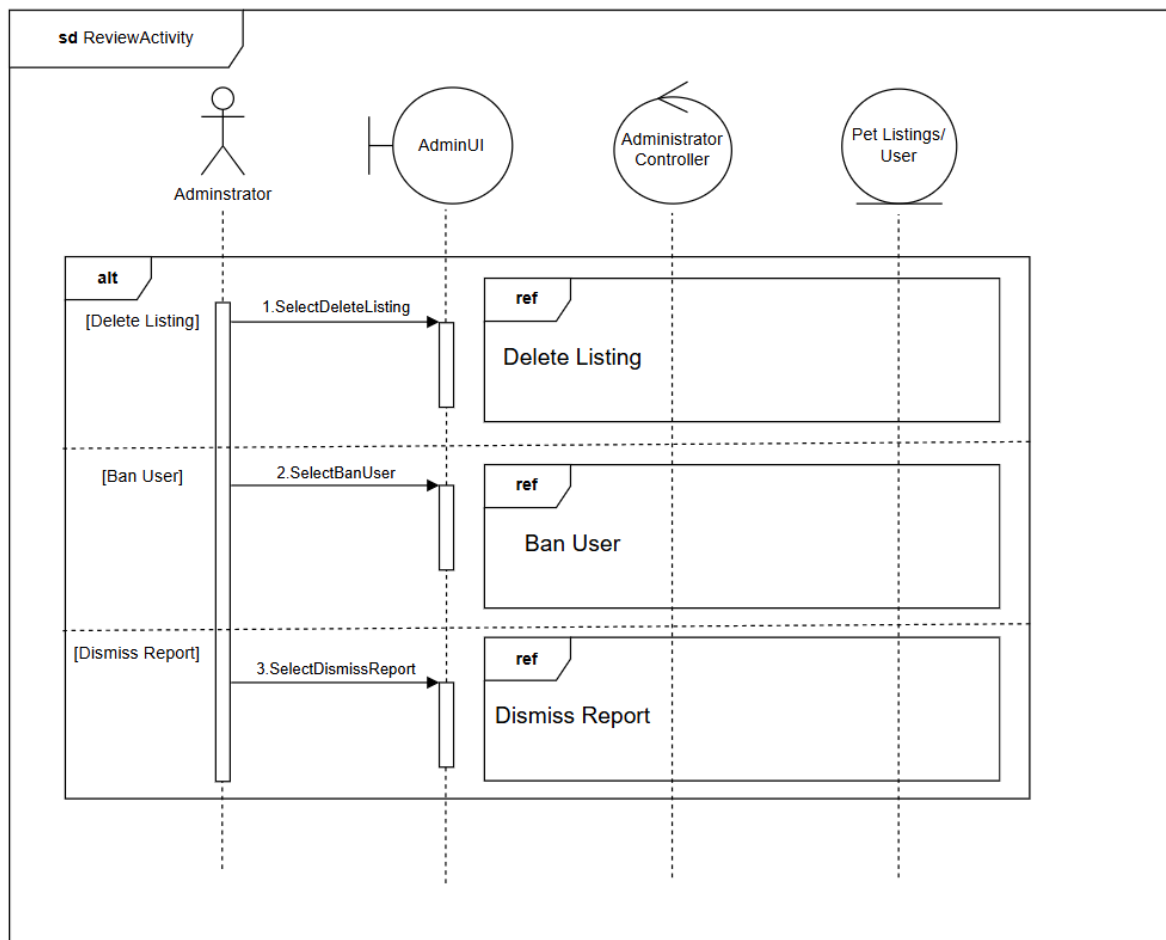 sd ReviewActivity
Adminstrator
AdminUI
Administrator
Controller
Pet Listings/
User
alt
[Delete Listing]
1.SelectDeleteListing
ref
Delete Listing
[Ban User]
2.SelectBanUser
ref
Ban User
[Dismiss Report]
3.SelectDismissReport
ref
Dismiss Report